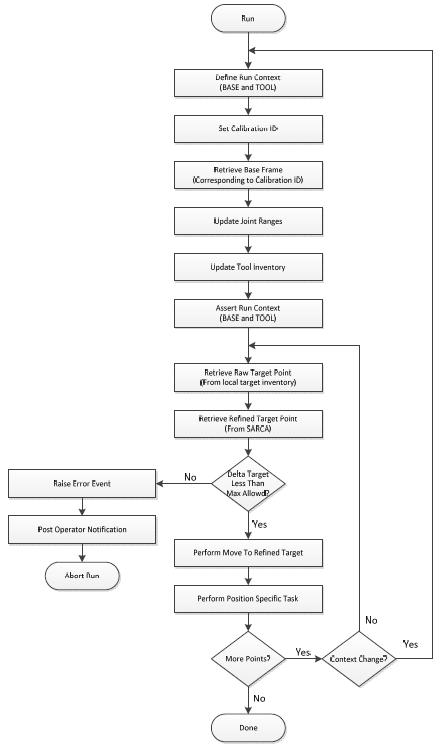 Run
Define Run Context
(BASE and TOOL)
Set Calibration ID
Retrieve Base Frame
(Corresponding to Calibration ID)
Update Joint Ranges
Update Tool Inventory
Assert Run Context
(BASE and TOOL)
Retrieve Raw Target Point
(From local target inventory)
Retrieve Refined Target Point
(From SARCA)
Delta Target
Less Than
Max Allowd?
No
Raise Error Event
Post Operator Notification
Abort Run
Yes
Perform Move To Refined Target
Perform Position Specific Task
More Points?
Yes
Context Change?
No
Yes
No
Done